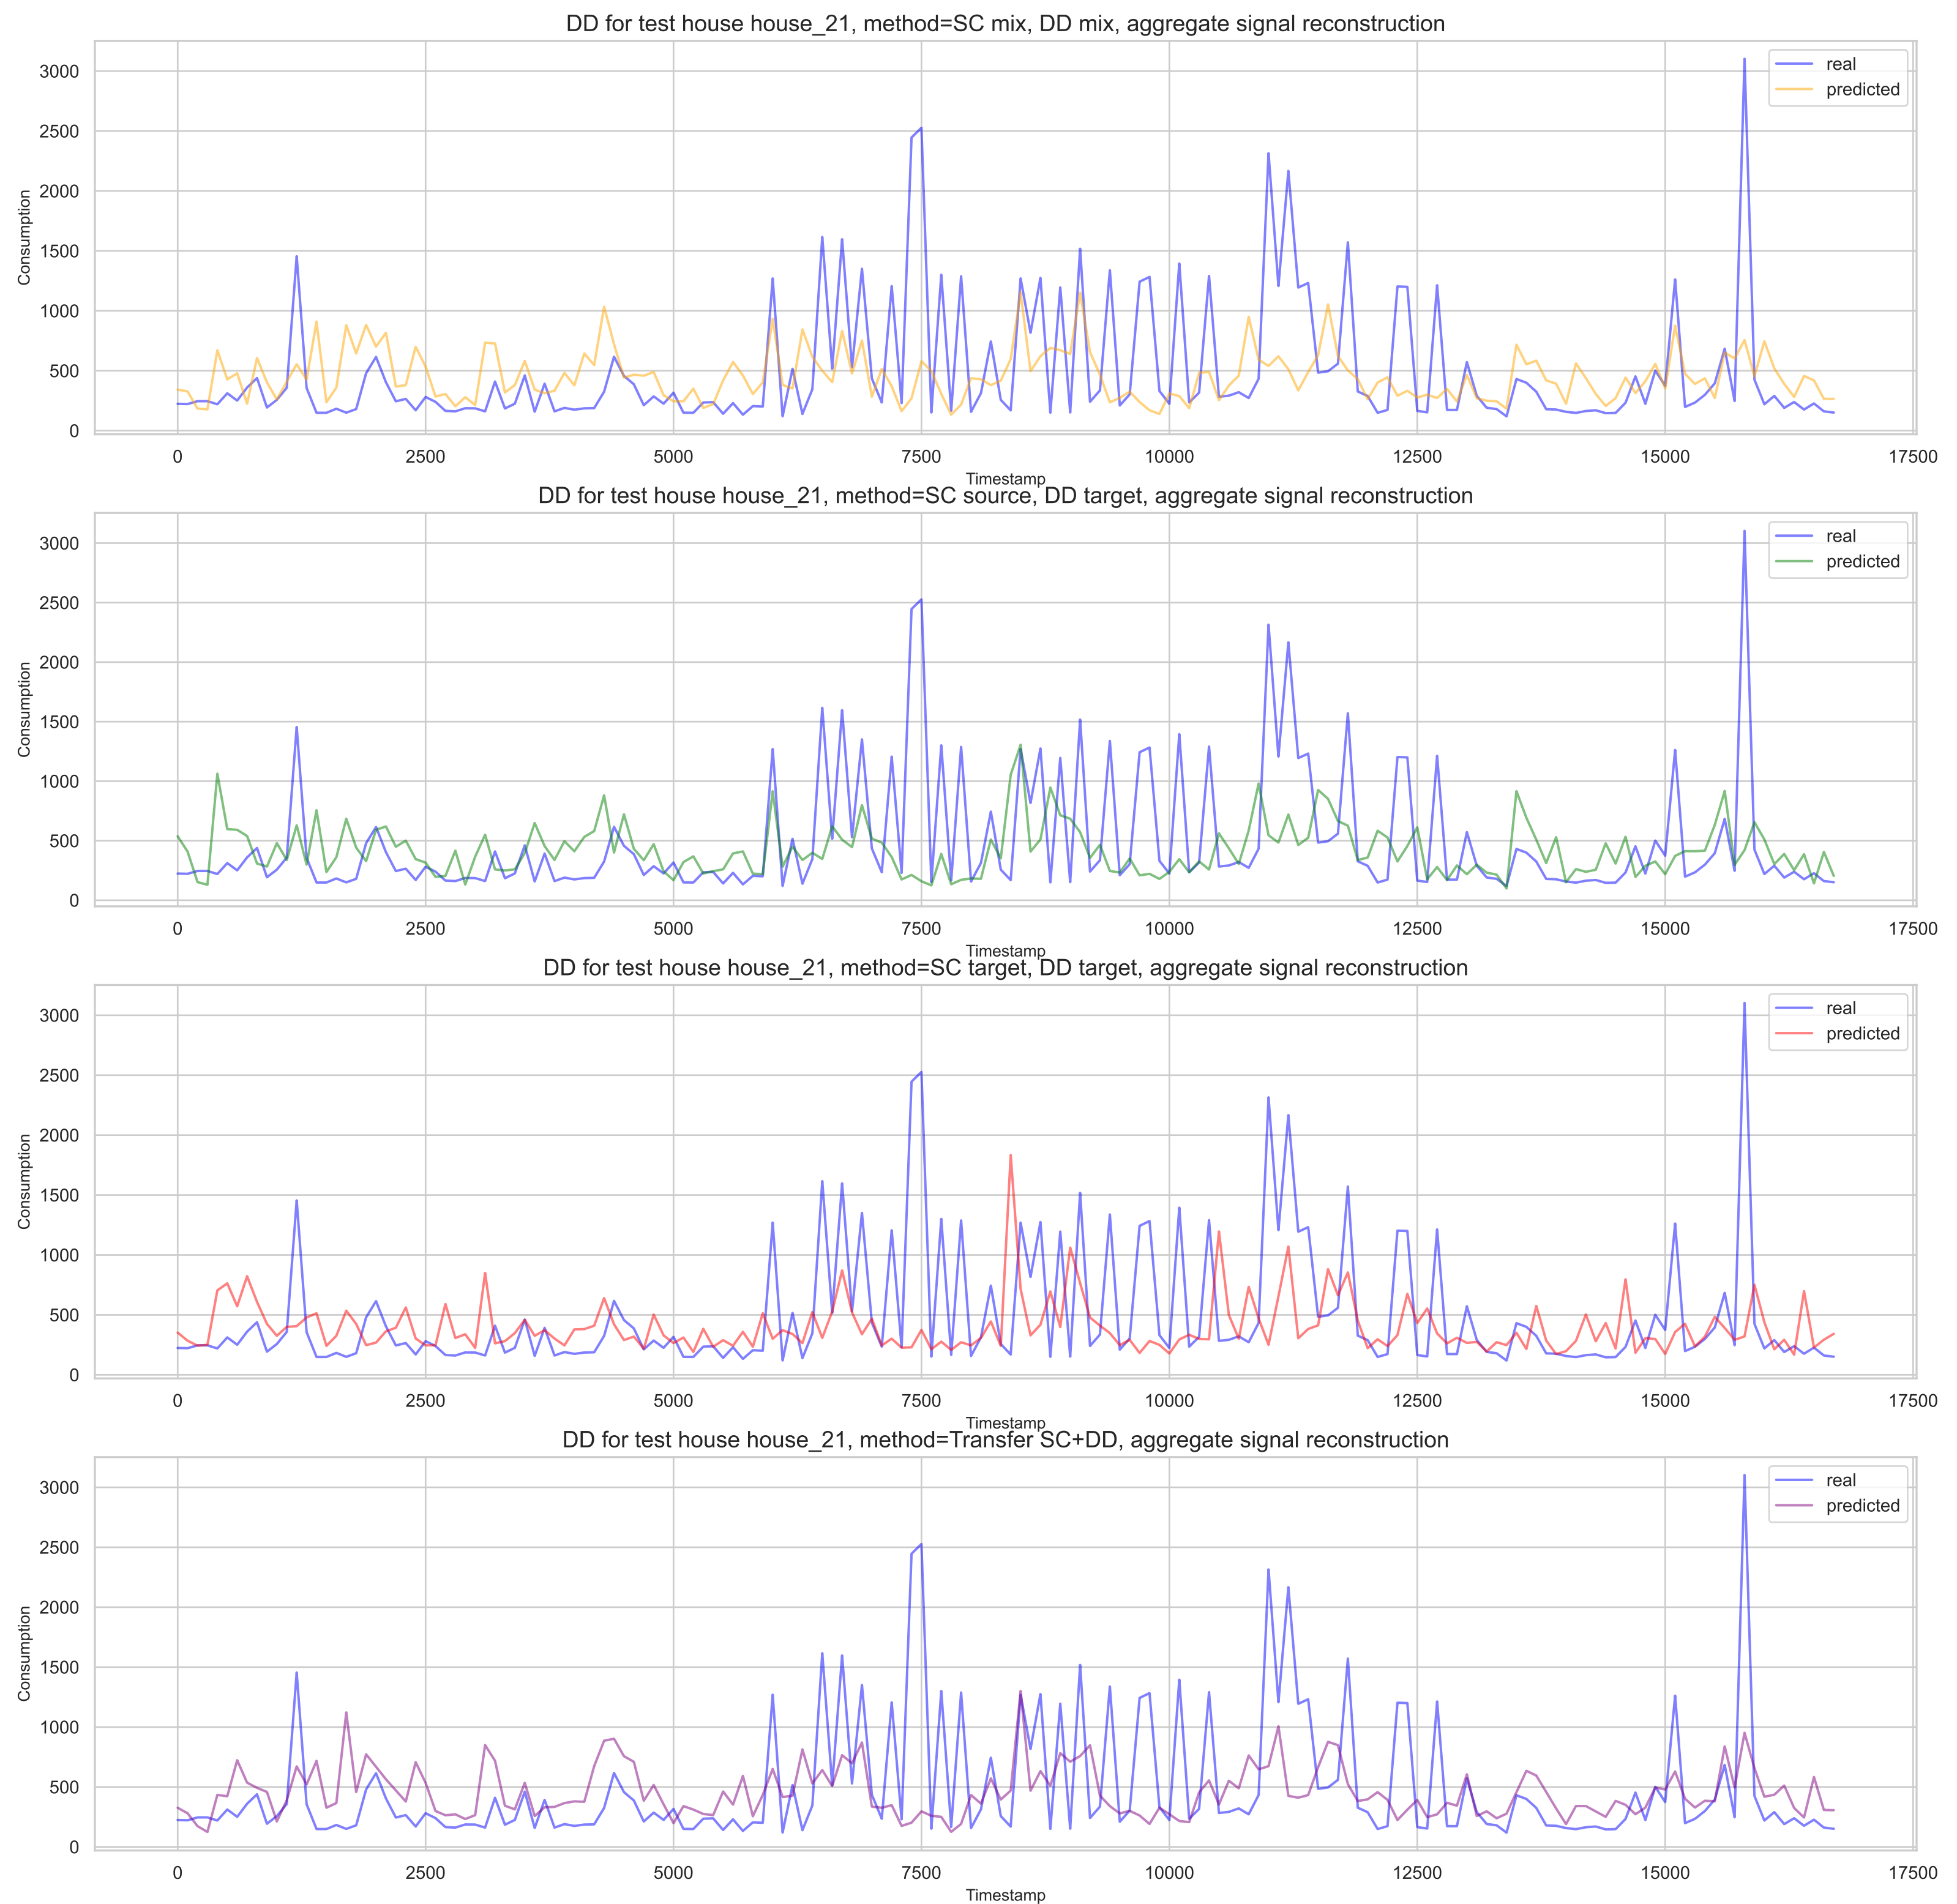 DD for test house house_21, method=SC mix, DD mix, aggregate signal reconstruction
3000
2500
2000
1500
1000
500
0
Consumption
real
predicted
0 2500 5000 7500 10000 12500 15000 17500
Timestamp
DD for test house house_21, method=SC source, DD target, aggregate signal reconstruction
3000
2500
2000
1500
1000
500
0
Consumption
real
predicted
0 2500 5000 7500 10000 12500 15000 17500
Timestamp
DD for test house house_21, method=SC target, DD target, aggregate signal reconstruction
3000
2500
2000
1500
1000
500
0
Consumption
real
predicted
0 2500 5000 7500 10000 12500 15000 17500
Timestamp
DD for test house house_21, method=Transfer SC+DD, aggregate signal reconstruction
3000
2500
2000
1500
1000
500
0
Consumption
real
predicted
0 2500 5000 7500 10000 12500 15000 17500
Timestamp